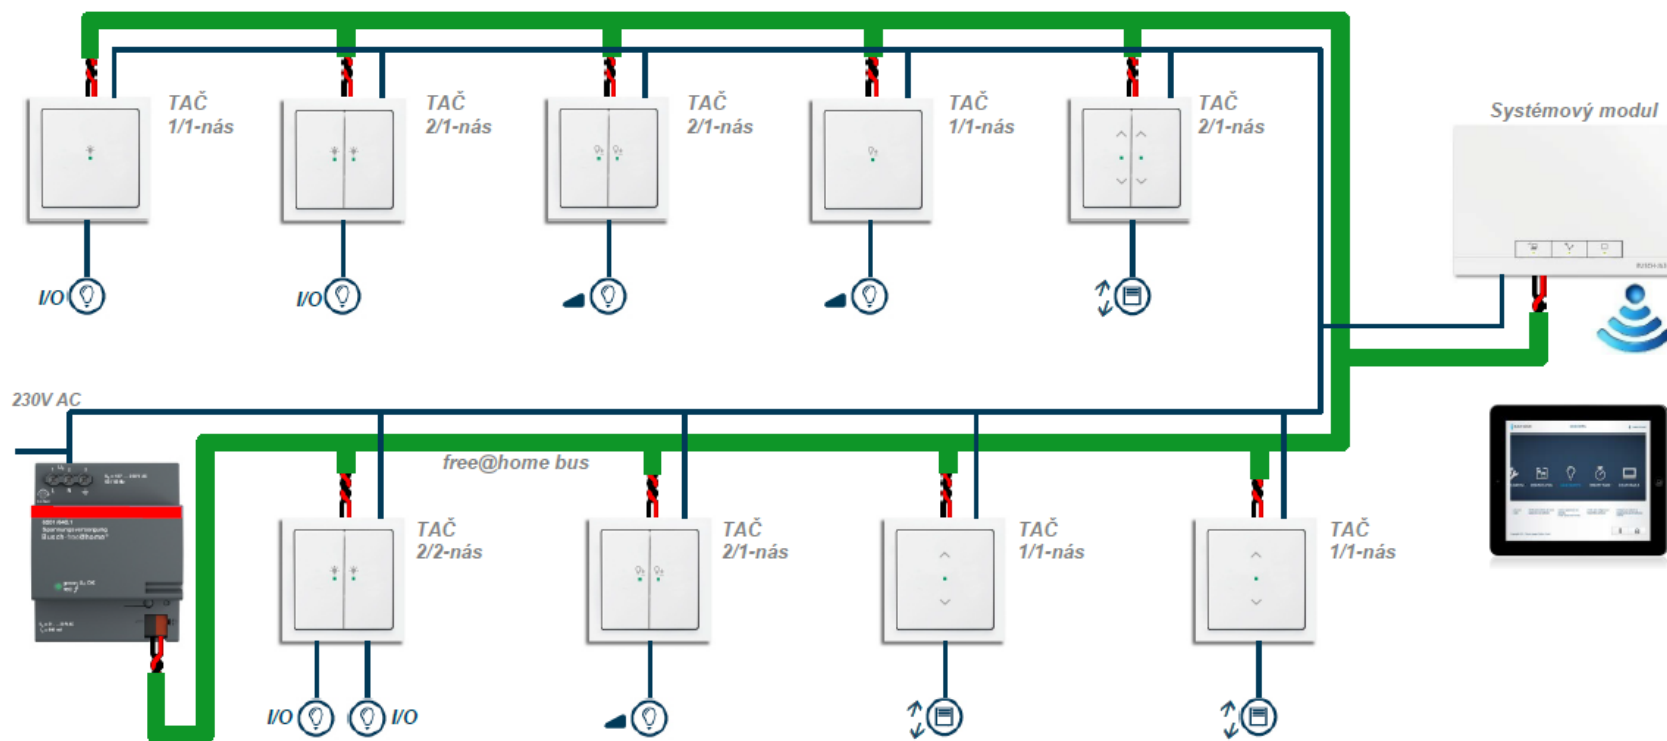 TAČ
1/1-nás
TAČ
2/1-nás
TAČ
2/1-nás
TAČ
1/1-nás
TAČ
2/1-nás
Systémový modul
I/O
I/O
230V AC
free@home bus
TAČ
2/2-nás
TAČ
2/1-nás
TAČ
1/1-nás
TAČ
1/1-nás
I/O
I/O